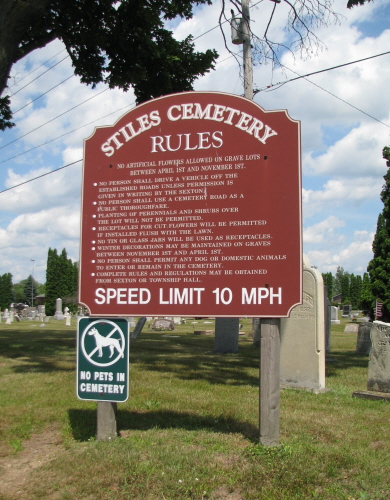 STILES CEMETERY
RULES
NO ARTIFICIAL FLOWERS ALLOWED ON GRAVE LOTS
BETWEEN APRIL 1ST AND NOVEMBER 1ST.
• NO PERSON SHALL DRIVE A VEHICLE OFF THE
ESTABLISHED ROADS UNLESS PERMISSION IS
GIVEN IN WRITING BY THE SEXTON.
• NO PERSON SHALL USE A CEMETERY ROAD AS A
PUBLIC THOROUGHFARE.
• PLANTING OF PERENNIALS AND SHRUBS OVER
THE LOT WILL NOT BE PERMITTED.
• RECEPTACLES FOR CUT FLOWERS WILL BE PERMITTED
IF INSTALLED FLUSH WITH THE LAWN.
• NO TIN OR GLASS JARS WILL BE USED AS RECEPTACLES.
• WINTER DECORATIONS MAY BE MAINTAINED ON GRAVES
BETWEEN NOVEMBER 1ST AND APRIL 1ST.
• NO SHALL PERMIT ANY DOG OR DOMESTIC ANIMALS
TO ENTER OR REMAIN IN THE CEMETERY.
• COMPLETE RULES AND REGULATIONS MAY BE OBTAINED
FROM SEXTON OR TOWNSHIP HALL.
SPEED LIMIT 10 MPH
NO PETS IN
CEMETERY